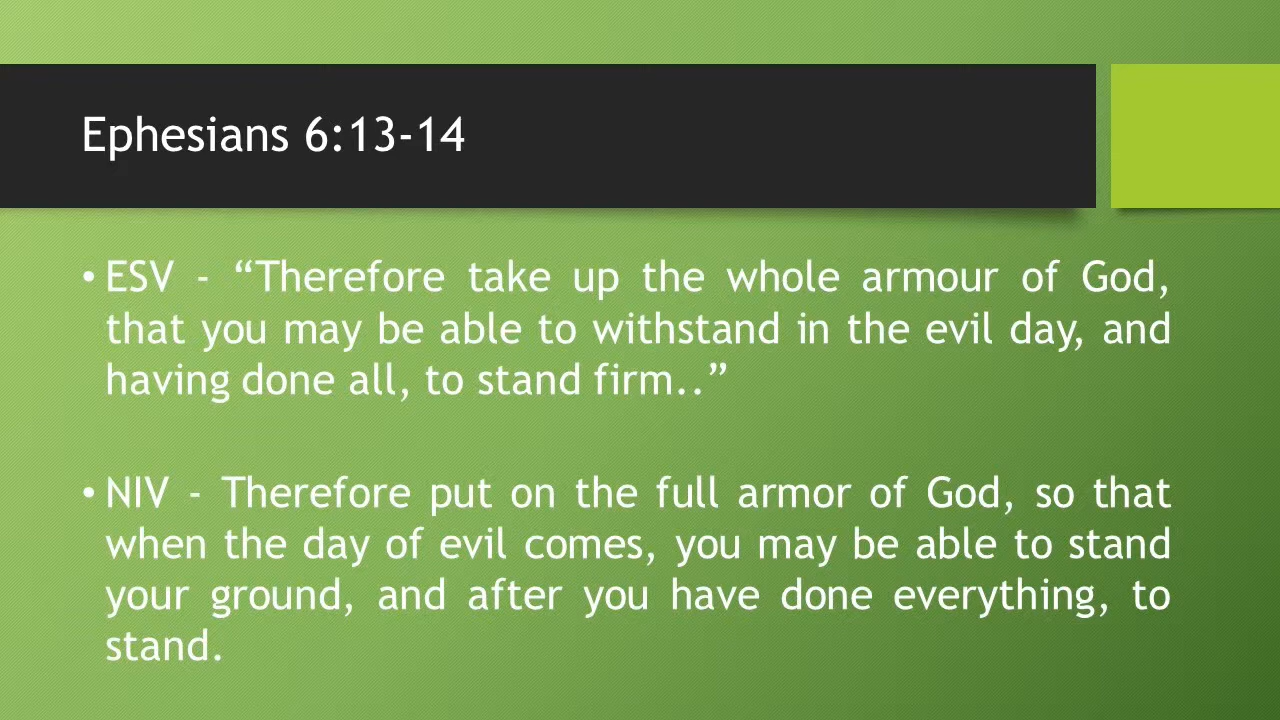 Ephesians 6:13-14
• ESV - “Therefore take up the whole armour of God,
that you may be able to withstand in the evil day, and
having done all, to stand firm..”
• NIV - Therefore put on the full armor of God, so that
when the day of evil comes, you may be able to stand
your ground, and after you have done everything, to
stand.